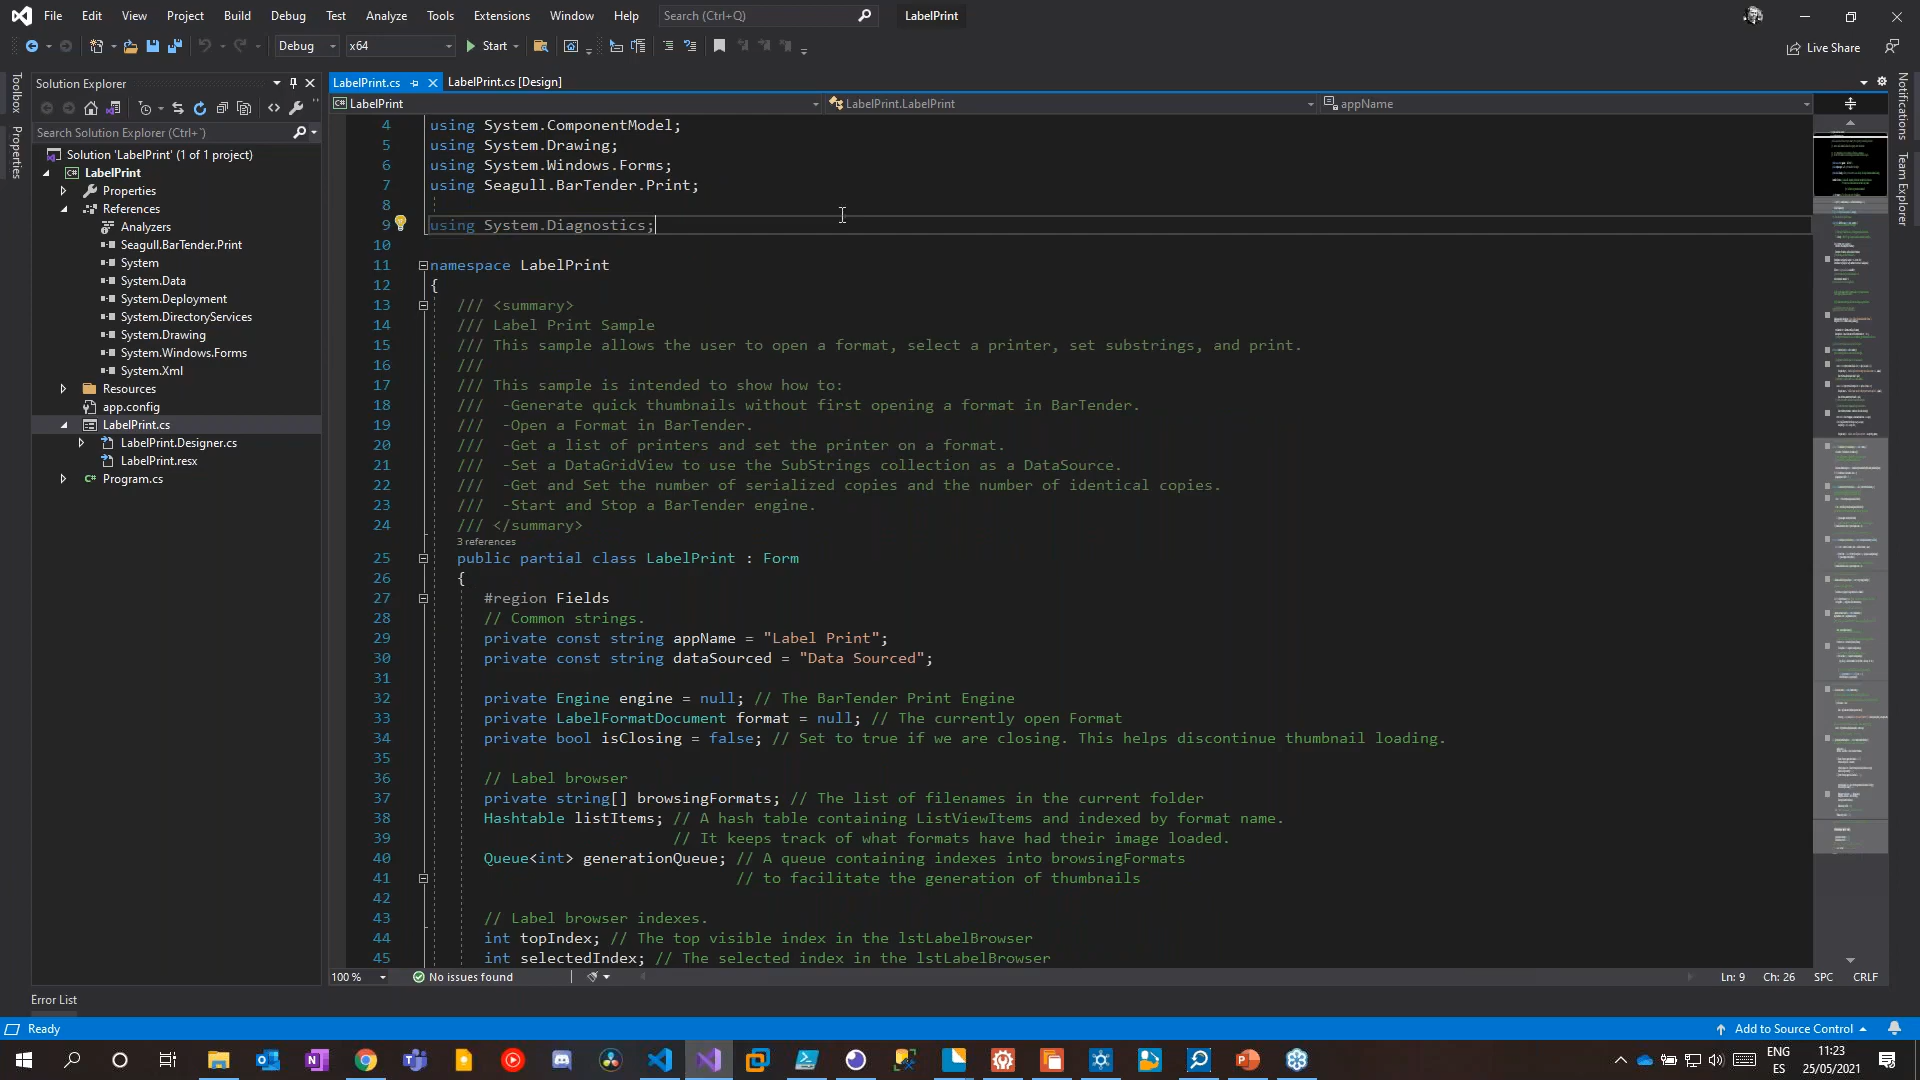 File Edit View Project Build Debug Test Analyze Tools Extensions Window Help Search (Ctrl+Q) LabelPrint
Debug x64 Start Live Share
Toolbox
Properties
Solution Explorer
Search Solution Explorer (Ctrl+´)
Solution 'LabelPrint' (1 of 1 project)
LabelPrint
Properties
References
Analyzers
Seagull.BarTender.Print
System
System.Data
System.Deployment
System.DirectoryServices
System.Drawing
System.Windows.Forms
System.Xml
Resources
app.config
LabelPrint.cs
LabelPrint.Designer.cs
LabelPrint.resx
Program.cs
LabelPrint.cs LabelPrint.cs [Design]
LabelPrint LabelPrint.LabelPrint appName
4 using System.ComponentModel;
5 using System.Drawing;
6 using System.Windows.Forms;
7 using Seagull.BarTender.Print;
8
9 using System.Diagnostics;
10
11 namespace LabelPrint
12 {
13 /// <summary>
14 /// Label Print Sample
15 /// This sample allows the user to open a format, select a printer, set substrings, and print.
16 ///
17 /// This sample is intended to show how to:
18 /// -Generate quick thumbnails without first opening a format in BarTender.
19 /// -Open a Format in BarTender.
20 /// -Get a list of printers and set the printer on a format.
21 /// -Set a DataGridView to use the SubStrings collection as a DataSource.
22 /// -Get and Set the number of serialized copies and the number of identical copies.
23 /// -Start and Stop a BarTender engine.
24 /// </summary>
3 references
25 public partial class LabelPrint : Form
26 {
27 #region Fields
28 // Common strings.
29 private const string appName = "Label Print";
30 private const string dataSourced = "Data Sourced";
31
32 private Engine engine = null; // The BarTender Print Engine
33 private LabelFormatDocument format = null; // The currently open Format
34 private bool isClosing = false; // Set to true if we are closing. This helps discontinue thumbnail loading.
35
36 // Label browser
37 private string[] browsingFormats; // The list of filenames in the current folder
38 Hashtable listItems; // A hash table containing ListViewItems and indexed by format name.
39 // It keeps track of what formats have had their image loaded.
40 Queue<int> generationQueue; // A queue containing indexes into browsingFormats
41 // to facilitate the generation of thumbnails
42
43 // Label browser indexes.
44 int topIndex; // The top visible index in the lstLabelBrowser
45 int selectedIndex; // The selected index in the lstLabelBrowser
100 % No issues found Ln: 9 Ch: 26 SPC CRLF
Notifications
Team Explorer
Error List
Ready Add to Source Control
ENG
ES
11:23
25/05/2021